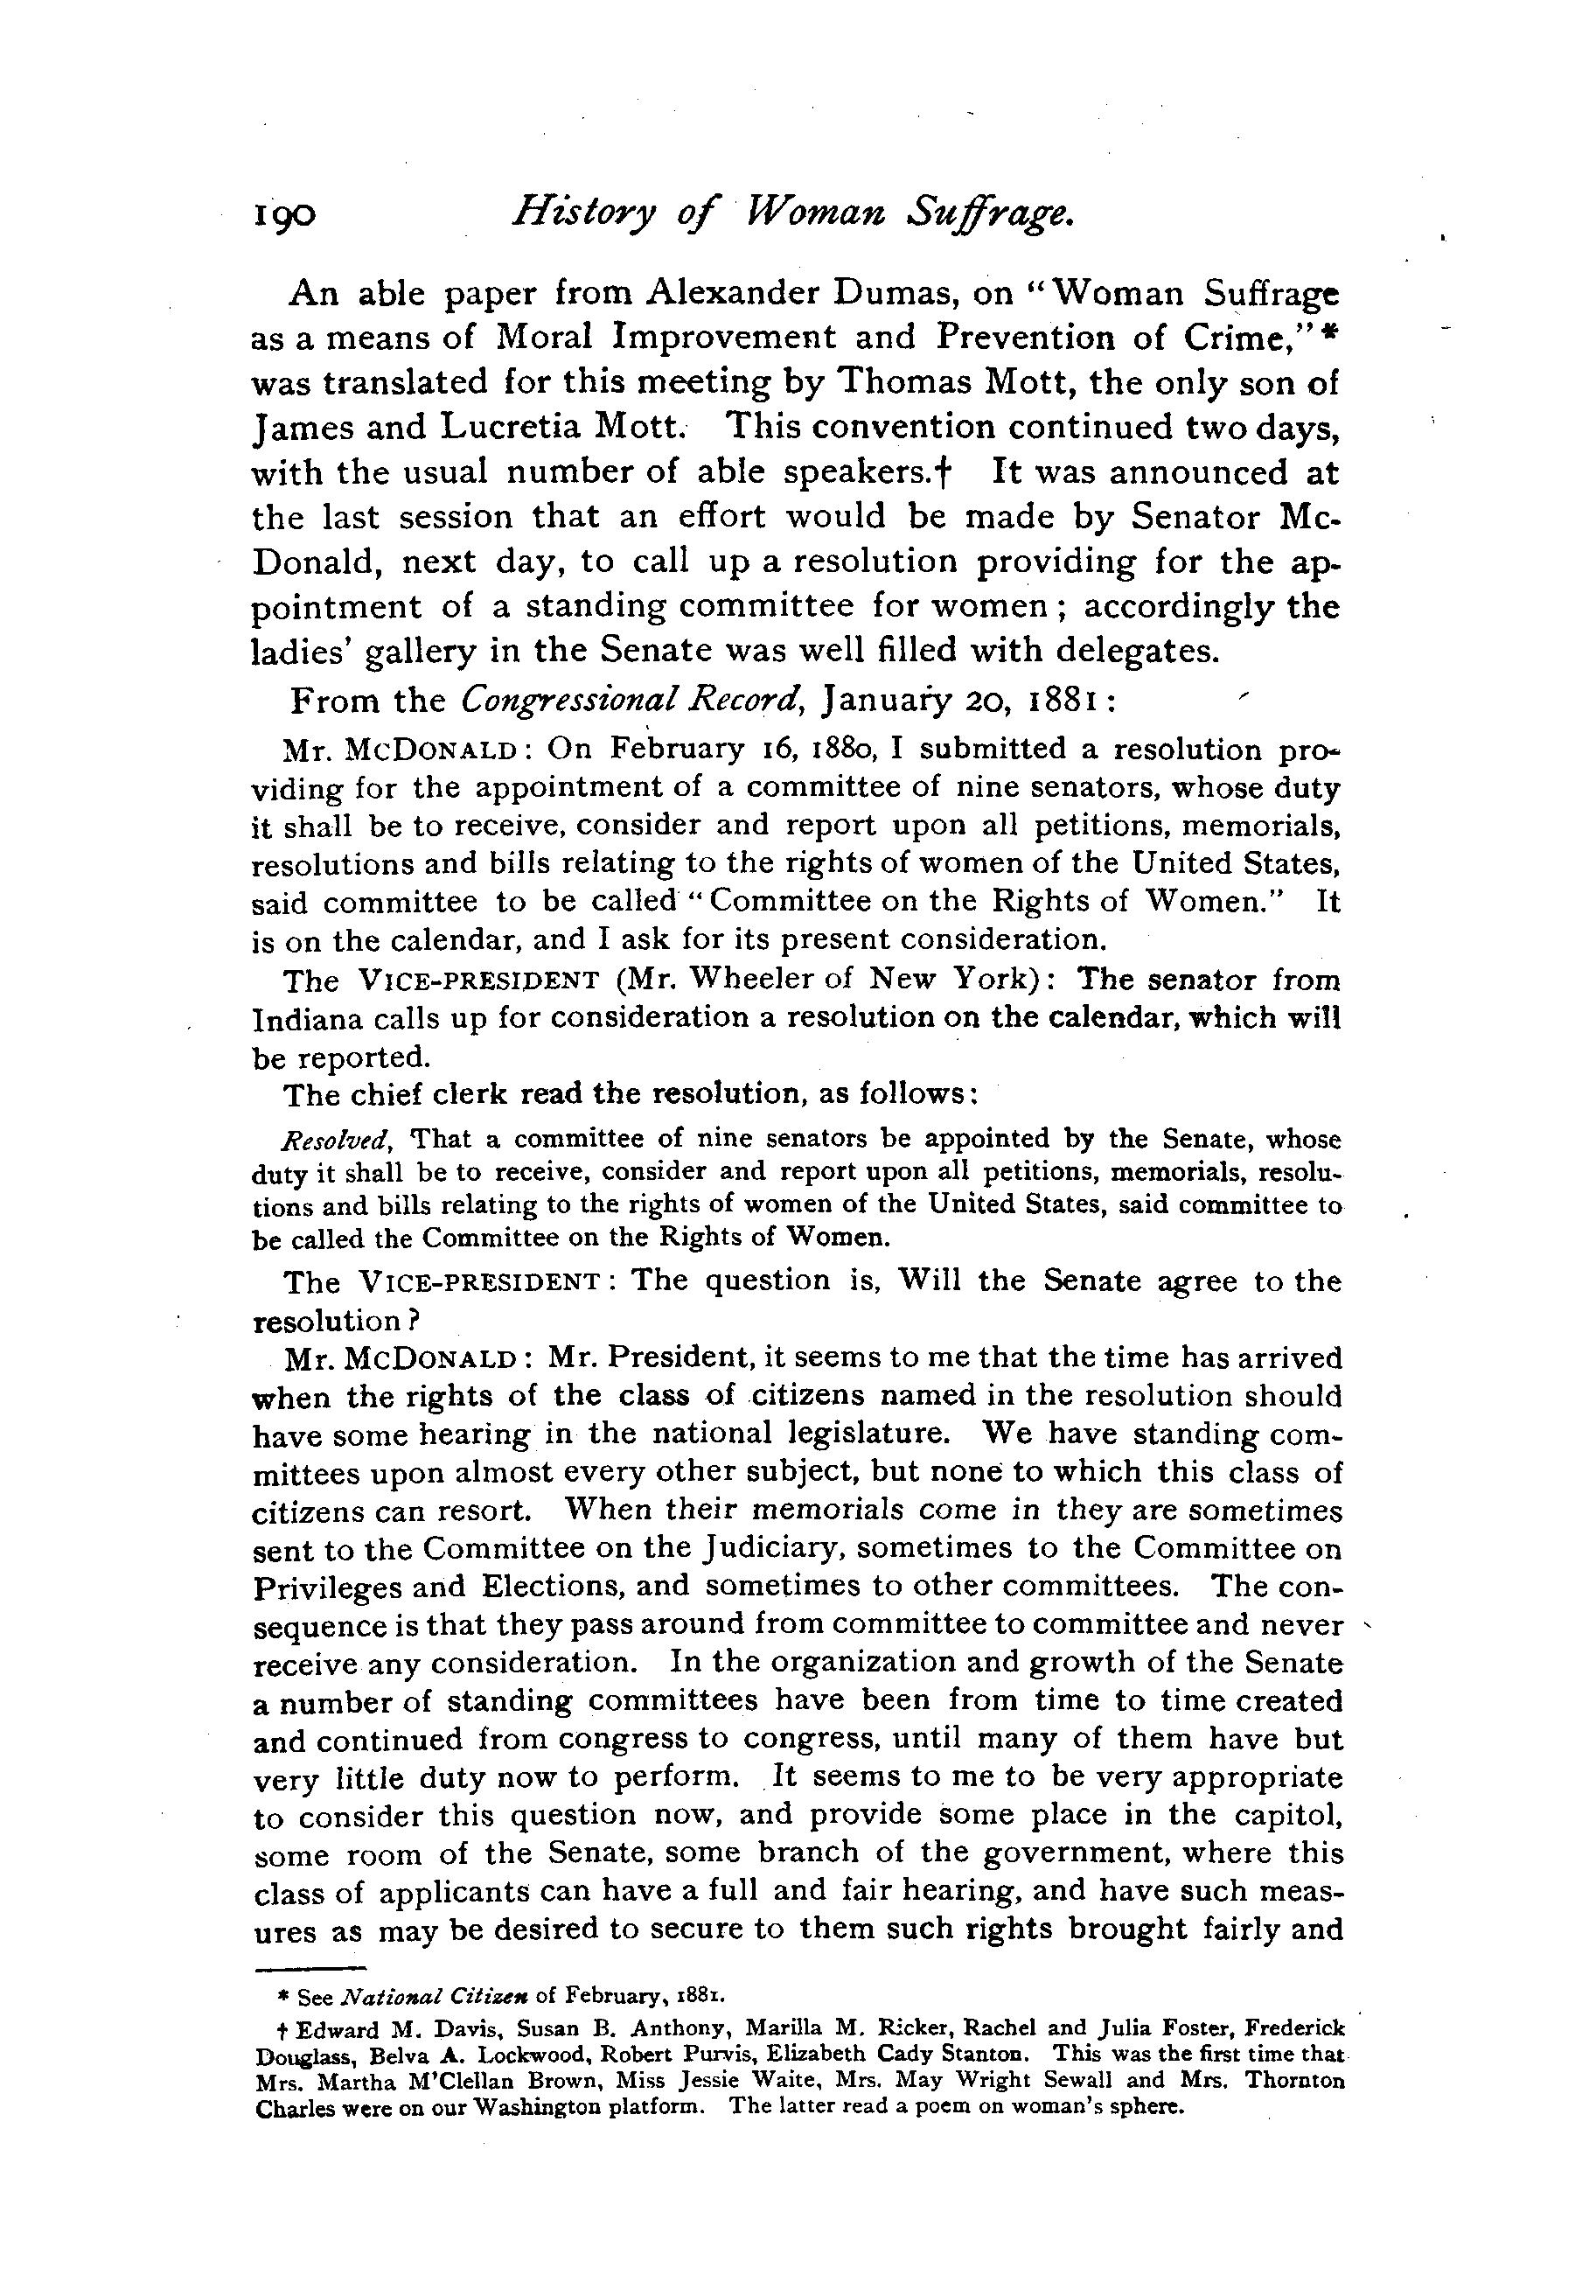 190 History of Woman Suffrage.
An able paper from Alexander Dumas, on "Woman Suffrage
as a means of Moral Improvement and Prevention of Crime,"*
was translated for this meeting by Thomas Mott, the only son of
James and Lucretia Mott. This convention continued two days,
with the usual number of able speakers.† It was announced at
the last session that an effort would be made by Senator Mc-
Donald, next day, to call up a resolution providing for the ap-
pointment of a standing committee for women; accordingly the
ladies' gallery in the Senate was well filled with delegates.
From the Congressional Record, January 20, 1881:
Mr. McDONALD: On February 16, 1880, I submitted a resolution pro-
viding for the appointment of a committee of nine senators, whose duty
it shall be to receive, consider and report upon all petitions, memorials,
resolutions and bills relating to the rights of women of the United States,
said committee to be called "Committee on the Rights of Women." It
is on the calendar, and I ask for its present consideration.
The VICE-PRESIDENT (Mr. Wheeler of New York): The senator from
Indiana calls up for consideration a resolution on the calendar, which will
be reported.
The chief clerk read the resolution, as follows:
Resolved, That a committee of nine senators be appointed by the Senate, whose
duty it shall be to receive, consider and report upon all petitions, memorials, resolu-
tions and bills relating to the rights of women of the United States, said committee to
be called the Committee on the Rights of Women.
The VICE-PRESIDENT: The question is, Will the Senate agree to the
resolution?
Mr. McDONALD: Mr. President, it seems to me that the time has arrived
when the rights of the class of citizens named in the resolution should
have some hearing in the national legislature. We have standing com-
mittees upon almost every other subject, but none to which this class of
citizens can resort. When their memorials come in they are sometimes
sent to the Committee on the Judiciary, sometimes to the Committee on
Privileges and Elections, and sometimes to other committees. The con-
sequence is that they pass around from committee to committee and never
receive any consideration. In the organization and growth of the Senate
a number of standing committees have been from time to time created
and continued from congress to congress, until many of them have but
very little duty now to perform. It seems to me to be very appropriate
to consider this question now, and provide some place in the capitol,
some room of the Senate, some branch of the government, where this
class of applicants can have a full and fair hearing, and have such meas-
ures as may be desired to secure to them such rights brought fairly and
* See National Citizen of February, 1881.
† Edward M. Davis, Susan B. Anthony, Marilla M. Ricker, Rachel and Julia Foster, Frederick
Douglass, Belva A. Lockwood, Robert Purvis, Elizabeth Cady Stanton. This was the first time that
Mrs. Martha M'Clellan Brown, Miss Jessie Waite, Mrs. May Wright Sewall and Mrs. Thornton
Charles were on our Washington platform. The latter read a poem on woman's sphere.